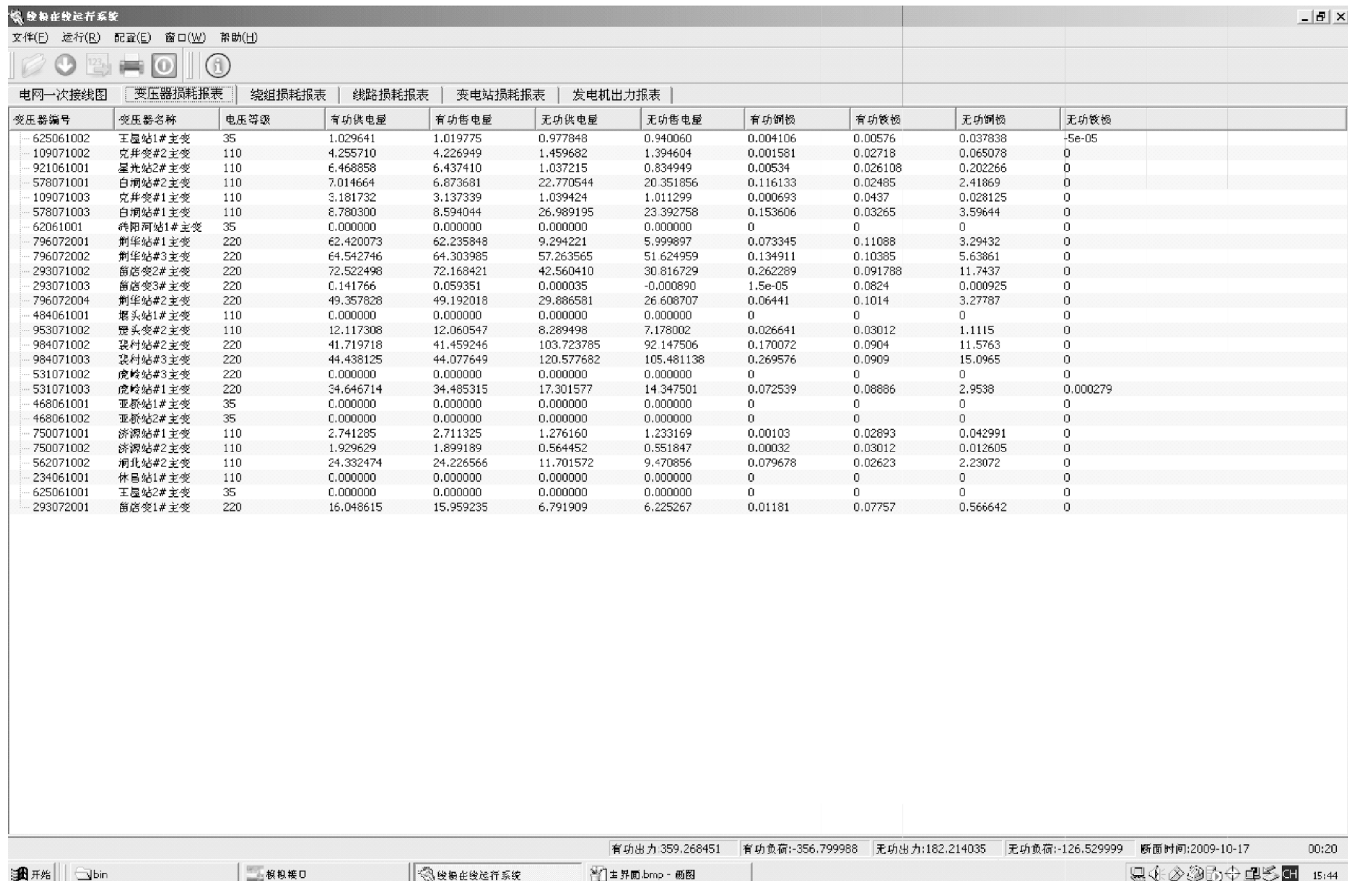 线损在线运行系统
文件(F) 运行(R) 配置(E) 窗口(W) 帮助(H)
电网一次接线图 变压器损耗报表 绕组损耗报表 线路损耗报表 变电站损耗报表 发电机出力报表
变压器编号 变压器名称 电压等级 有功供电量 有功售电量 无功供电量 无功售电量 有功铜损 有功铁损 无功铜损 无功铁损
625061002 王屋站1#主变 35 1.029641 1.019775 0.977848 0.940060 0.004106 0.00576 0.037838 -5e-05
109071002 克井变#2主变 110 4.255710 4.226949 1.459682 1.394604 0.001581 0.02718 0.065078 0
921061001 星光站2#主变 110 6.468858 6.437410 1.037215 0.834949 0.00534 0.026108 0.202266 0
578071001 白涧站#2主变 110 7.014664 6.873681 22.770544 20.351856 0.116133 0.02485 2.41869 0
109071003 克井变#1主变 110 3.181732 3.137339 1.039424 1.011299 0.000693 0.0437 0.028125 0
578071003 白涧站#1主变 110 8.780300 8.594044 26.989195 23.392758 0.153606 0.03265 3.59644 0
62061001 阳河站1#主变 35 0.000000 0.000000 0.000000 0.000000 0 0 0 0
796072001 荆华站#1主变 220 62.420073 62.235848 9.294221 5.999897 0.073345 0.11088 3.29432 0
796072002 荆华站#3主变 220 64.542746 64.303985 57.263565 51.624959 0.134911 0.10385 5.63861 0
293071002 苗店变2#主变 220 72.522498 72.168421 42.560410 30.816729 0.262289 0.091788 11.7437 0
293071003 苗店变3#主变 220 0.141766 0.059351 0.000035 -0.000890 1.5e-05 0.0824 0.000925 0
796072004 荆华站#2主变 220 49.357828 49.192018 29.886581 26.608707 0.06441 0.1014 3.27787 0
484061001 堰头站1#主变 110 0.000000 0.000000 0.000000 0.000000 0 0 0 0
953071002 头变#2主变 110 12.117308 12.060547 8.289498 7.178002 0.026641 0.03012 1.1115 0
984071002 裴村站#2主变 220 41.719718 41.459246 103.723785 92.147506 0.170072 0.0904 11.5763 0
984071003 裴村站#3主变 220 44.438125 44.077649 120.577682 105.481138 0.269576 0.0909 15.0965 0
531071002 虎岭站#3主变 220 0.000000 0.000000 0.000000 0.000000 0 0 0 0
531071003 虎岭站#1主变 220 34.646714 34.485315 17.301577 14.347501 0.072539 0.08886 2.9538 0.000279
468061001 亚桥站1#主变 35 0.000000 0.000000 0.000000 0.000000 0 0 0 0
468061002 亚桥站2#主变 35 0.000000 0.000000 0.000000 0.000000 0 0 0 0
750071001 济源站#1主变 110 2.741285 2.711325 1.276160 1.233169 0.00103 0.02893 0.042991 0
750071002 济源站#2主变 110 1.929629 1.899189 0.564452 0.551847 0.00032 0.03012 0.012605 0
562071002 涧北站#2主变 110 24.332474 24.226566 11.701572 9.470856 0.079678 0.02623 2.23072 0
234061001 休昌站1#主变 110 0.000000 0.000000 0.000000 0.000000 0 0 0 0
625061001 王屋站2#主变 35 0.000000 0.000000 0.000000 0.000000 0 0 0 0
293072001 苗店变1#主变 220 16.048615 15.959235 6.791909 6.225267 0.01181 0.07757 0.566642 0
有功出力:359.268451 有功负荷:-356.799988 无功出力:182.214035 无功负荷:-126.529999 断面时间:2009-10-17 00:20
开始 bin 模拟接口 线损在线运行系统 主界面.bmp - 画图 CH 15:44